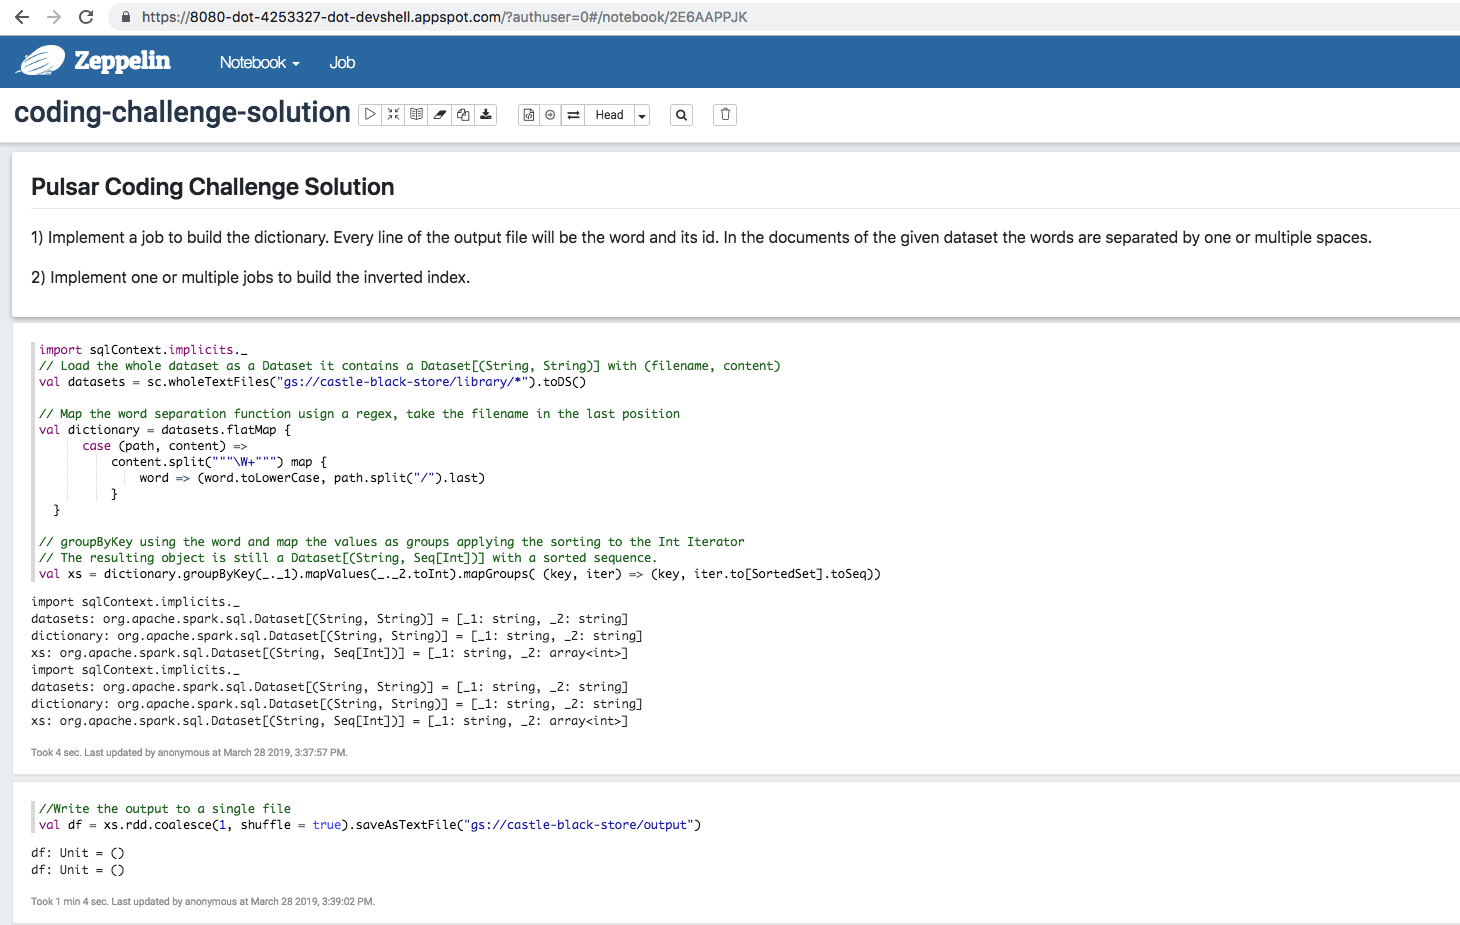 https://8080-dot-4253327-dot-devshell.appspot.com/?authuser=0#/notebook/2E6AAPPJK
Zeppelin Notebook Job
coding-challenge-solution Head
Pulsar Coding Challenge Solution
1) Implement a job to build the dictionary. Every line of the output file will be the word and its id. In the documents of the given dataset the words are separated by one or multiple spaces.
2) Implement one or multiple jobs to build the inverted index.
import sqlContext.implicits._
// Load the whole dataset as a Dataset it contains a Dataset[(String, String)] with (filename, content)
val datasets = sc.wholeTextFiles("gs://castle-black-store/library/*").toDS()
// Map the word separation function usign a regex, take the filename in the last position
val dictionary = datasets.flatMap {
case (path, content) =>
content.split("""\W+""") map {
word => (word.toLowerCase, path.split("/").last)
}
}
// groupByKey using the word and map the values as groups applying the sorting to the Int Iterator
// The resulting object is still a Dataset[(String, Seq[Int])] with a sorted sequence.
val xs = dictionary.groupByKey(_._1).mapValues(_._2.toInt).mapGroups( (key, iter) => (key, iter.to[SortedSet].toSeq))
import sqlContext.implicits._
datasets: org.apache.spark.sql.Dataset[(String, String)] = [_1: string, _2: string]
dictionary: org.apache.spark.sql.Dataset[(String, String)] = [_1: string, _2: string]
xs: org.apache.spark.sql.Dataset[(String, Seq[Int])] = [_1: string, _2: array<int>]
import sqlContext.implicits._
datasets: org.apache.spark.sql.Dataset[(String, String)] = [_1: string, _2: string]
dictionary: org.apache.spark.sql.Dataset[(String, String)] = [_1: string, _2: string]
xs: org.apache.spark.sql.Dataset[(String, Seq[Int])] = [_1: string, _2: array<int>]
Took 4 sec. Last updated by anonymous at March 28 2019, 3:37:57 PM.
//Write the output to a single file
val df = xs.rdd.coalesce(1, shuffle = true).saveAsTextFile("gs://castle-black-store/output")
df: Unit = ()
df: Unit = ()
Took 1 min 4 sec. Last updated by anonymous at March 28 2019, 3:39:02 PM.